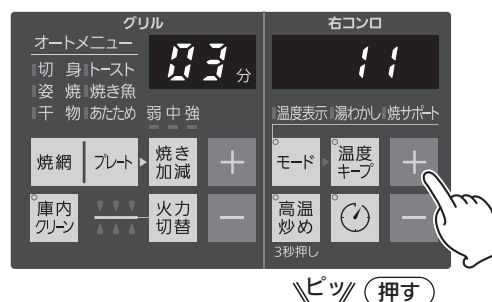 グリル
オートメニュー
切 身 トースト
姿 焼 焼き魚
干 物 あたため
03 分
弱 中 強
焼網 プレート 焼き加減 +
庫内クリーン 火力切替 −
右コンロ
11
温度表示 湯わかし 焼サポート
モード 温度キープ +
高温炒め −
3秒押し
ピッ 押す